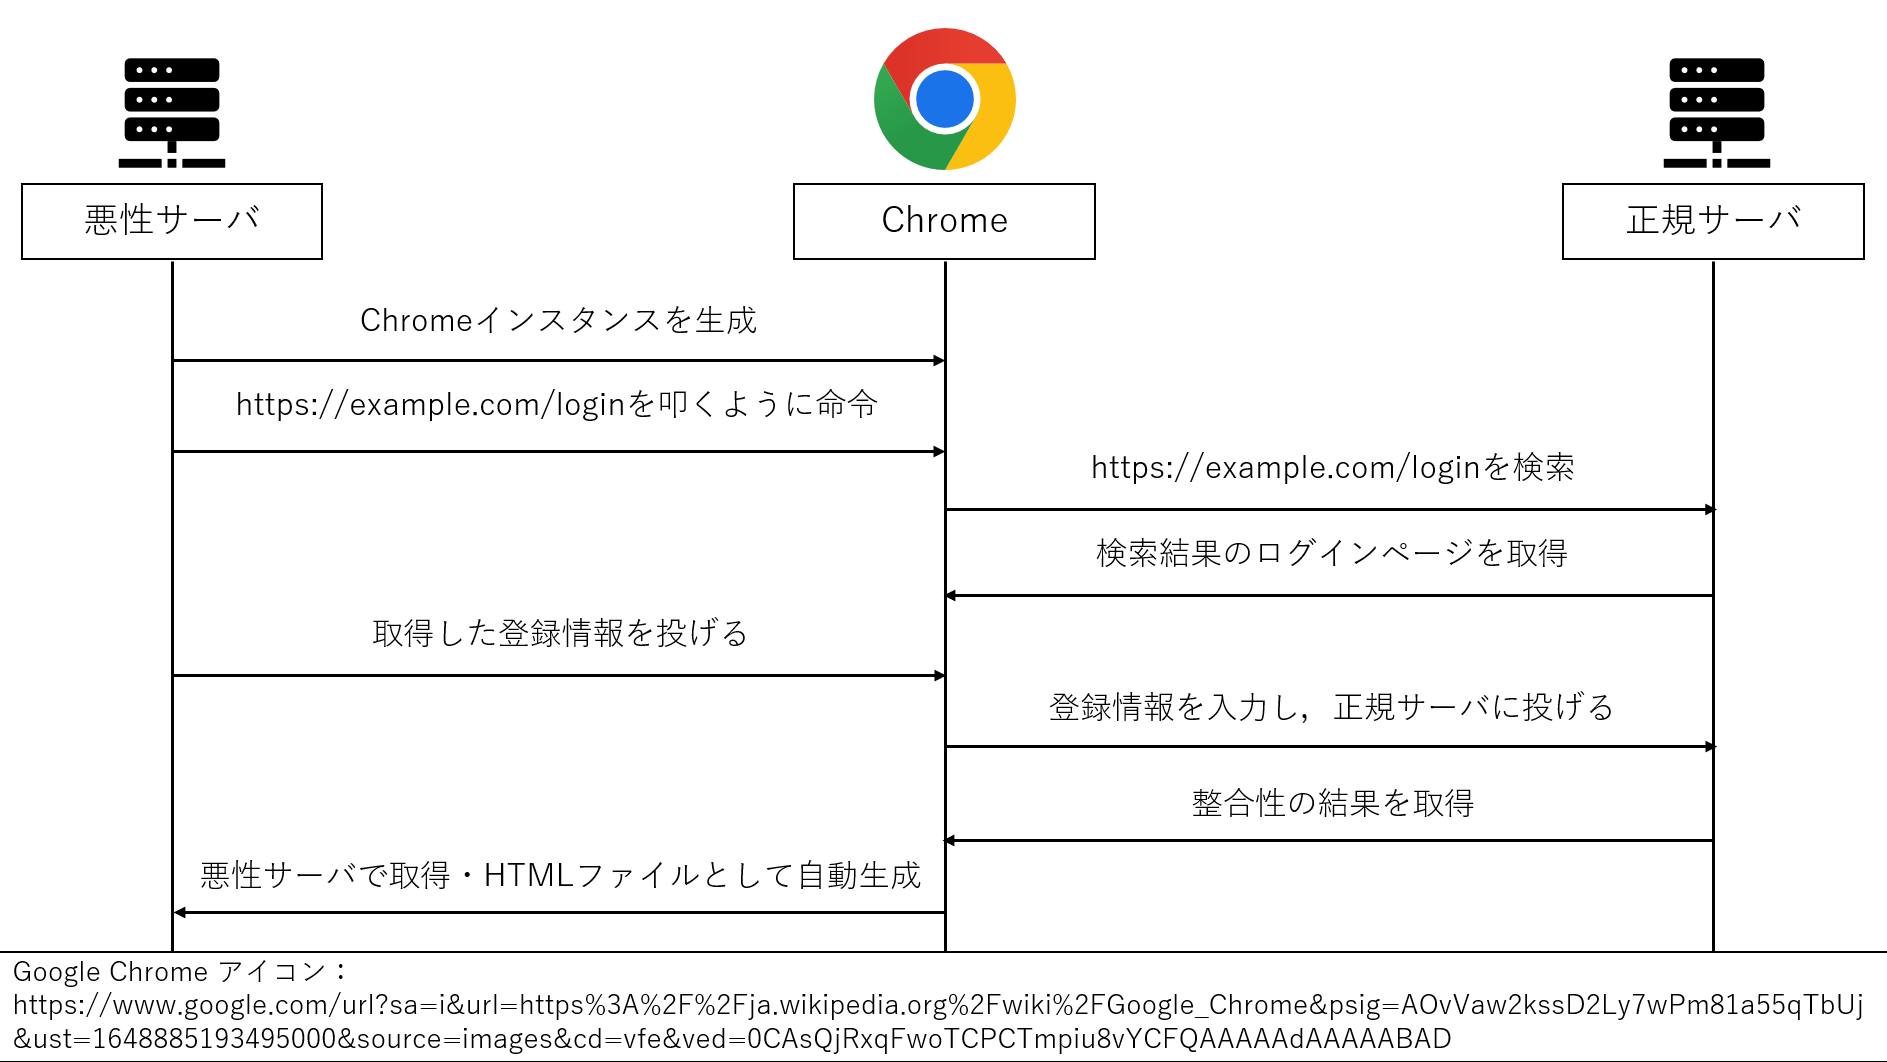 悪性サーバ
Chrome
正規サーバ
Chromeインスタンスを生成
https://example.com/loginを叩くように命令
https://example.com/loginを検索
検索結果のログインページを取得
取得した登録情報を投げる
登録情報を入力し，正規サーバに投げる
整合性の結果を取得
悪性サーバで取得・HTMLファイルとして自動生成
Google Chrome アイコン：
https://www.google.com/url?sa=i&url=https%3A%2F%2Fja.wikipedia.org%2Fwiki%2FGoogle_Chrome&psig=AOvVaw2kssD2Ly7wPm81a55qTbUj
&ust=1648885193495000&source=images&cd=vfe&ved=0CAsQjRxqFwoTCPCTmpiu8vYCFQAAAAAdAAAAABAD